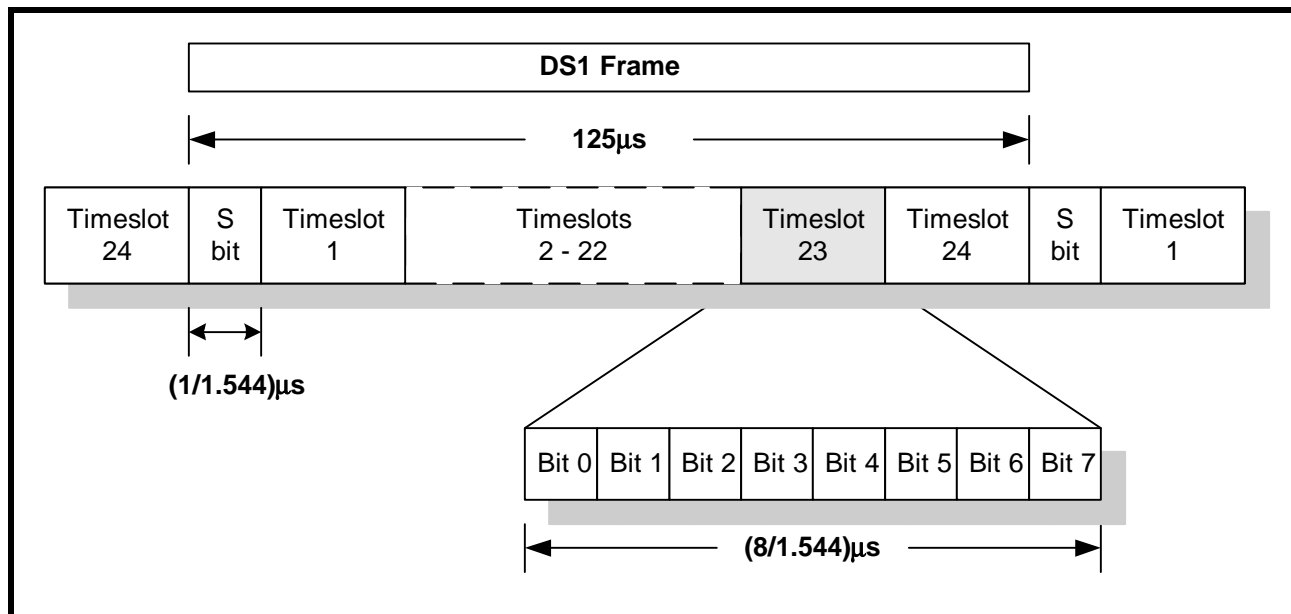 DS1 Frame
125μs
Timeslot
24
S
bit
Timeslot
1
Timeslots
2 - 22
Timeslot
23
Timeslot
24
S
bit
Timeslot
1
(1/1.544)μs
Bit 0
Bit 1
Bit 2
Bit 3
Bit 4
Bit 5
Bit 6
Bit 7
(8/1.544)μs